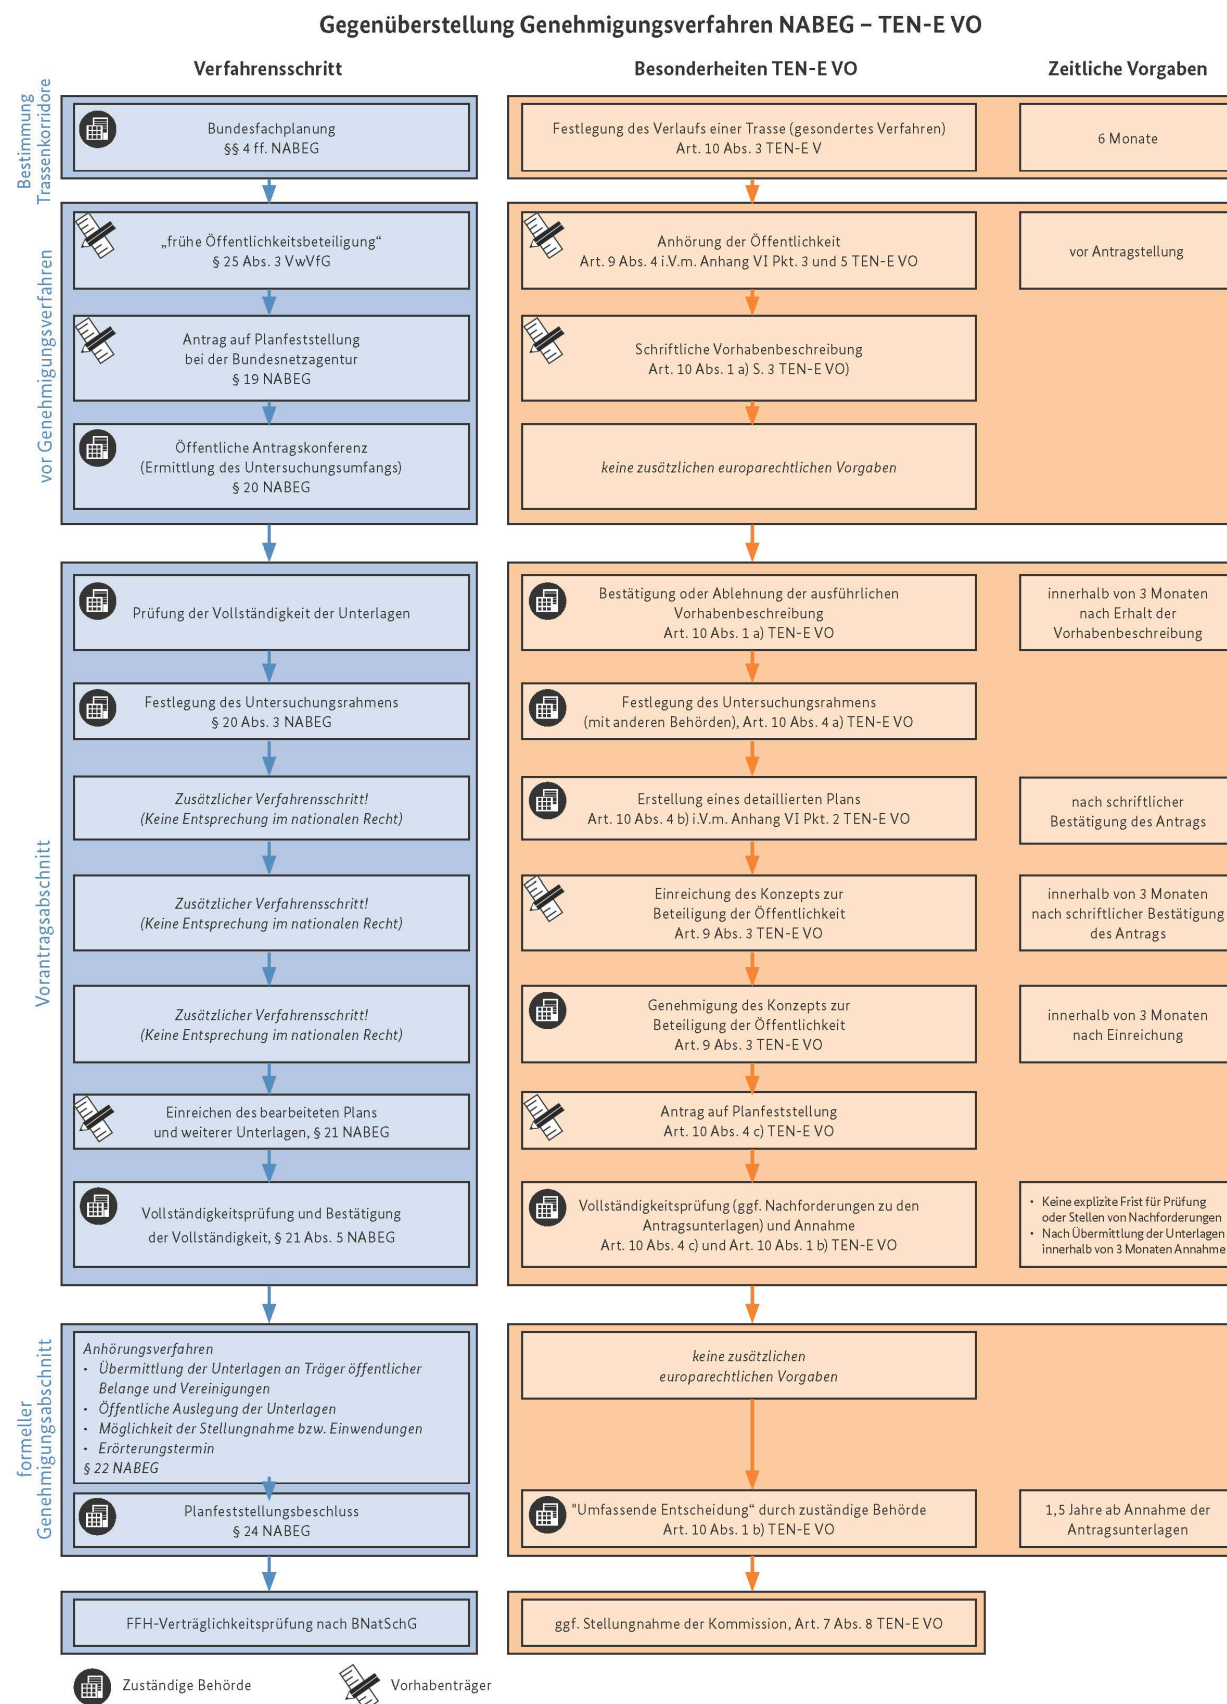 Gegenüberstellung Genehmigungsverfahren NABEG – TEN-E VO
Verfahrensschritt
Besonderheiten TEN-E VO
Zeitliche Vorgaben
Bestimmung
Trassenkorridore
Bundesfachplanung
§§ 4 ff. NABEG
Festlegung des Verlaufs einer Trasse (gesondertes Verfahren)
Art. 10 Abs. 3 TEN-E V
6 Monate
vor Genehmigungsverfahren
„frühe Öffentlichkeitsbeteiligung“
§ 25 Abs. 3 VwVfG
Anhörung der Öffentlichkeit
Art. 9 Abs. 4 i.V.m. Anhang VI Pkt. 3 und 5 TEN-E VO
vor Antragstellung
Antrag auf Planfeststellung
bei der Bundesnetzagentur
§ 19 NABEG
Schriftliche Vorhabenbeschreibung
Art. 10 Abs. 1 a) S. 3 TEN-E VO)
Öffentliche Antragskonferenz
(Ermittlung des Untersuchungsumfangs)
§ 20 NABEG
keine zusätzlichen europarechtlichen Vorgaben
Vorantragsabschnitt
Prüfung der Vollständigkeit der Unterlagen
Bestätigung oder Ablehnung der ausführlichen
Vorhabenbeschreibung
Art. 10 Abs. 1 a) TEN-E VO
innerhalb von 3 Monaten
nach Erhalt der
Vorhabenbeschreibung
Festlegung des Untersuchungsrahmens
§ 20 Abs. 3 NABEG
Festlegung des Untersuchungsrahmens
(mit anderen Behörden), Art. 10 Abs. 4 a) TEN-E VO
Zusätzlicher Verfahrensschritt!
(Keine Entsprechung im nationalen Recht)
Erstellung eines detaillierten Plans
Art. 10 Abs. 4 b) i.V.m. Anhang VI Pkt. 2 TEN-E VO
nach schriftlicher
Bestätigung des Antrags
Zusätzlicher Verfahrensschritt!
(Keine Entsprechung im nationalen Recht)
Einreichung des Konzepts zur
Beteiligung der Öffentlichkeit
Art. 9 Abs. 3 TEN-E VO
innerhalb von 3 Monaten
nach schriftlicher Bestätigung
des Antrags
Zusätzlicher Verfahrensschritt!
(Keine Entsprechung im nationalen Recht)
Genehmigung des Konzepts zur
Beteiligung der Öffentlichkeit
Art. 9 Abs. 3 TEN-E VO
innerhalb von 3 Monaten
nach Einreichung
Einreichen des bearbeiteten Plans
und weiterer Unterlagen, § 21 NABEG
Antrag auf Planfeststellung
Art. 10 Abs. 4 c) TEN-E VO
Vollständigkeitsprüfung und Bestätigung
der Vollständigkeit, § 21 Abs. 5 NABEG
Vollständigkeitsprüfung (ggf. Nachforderungen zu den
Antragsunterlagen) und Annahme
Art. 10 Abs. 4 c) und Art. 10 Abs. 1 b) TEN-E VO
• Keine explizite Frist für Prüfung
oder Stellen von Nachforderungen
• Nach Übermittlung der Unterlagen
innerhalb von 3 Monaten Annahme
formeller
Genehmigungsabschnitt
Anhörungsverfahren
• Übermittlung der Unterlagen an Träger öffentlicher
Belange und Vereinigungen
• Öffentliche Auslegung der Unterlagen
• Möglichkeit der Stellungnahme bzw. Einwendungen
• Erörterungstermin
§ 22 NABEG
keine zusätzlichen
europarechtlichen Vorgaben
Planfeststellungsbeschluss
§ 24 NABEG
"Umfassende Entscheidung“ durch zuständige Behörde
Art. 10 Abs. 1 b) TEN-E VO
1,5 Jahre ab Annahme der
Antragsunterlagen
FFH-Verträglichkeitsprüfung nach BNatSchG
ggf. Stellungnahme der Kommission, Art. 7 Abs. 8 TEN-E VO
Zuständige Behörde
Vorhabenträger